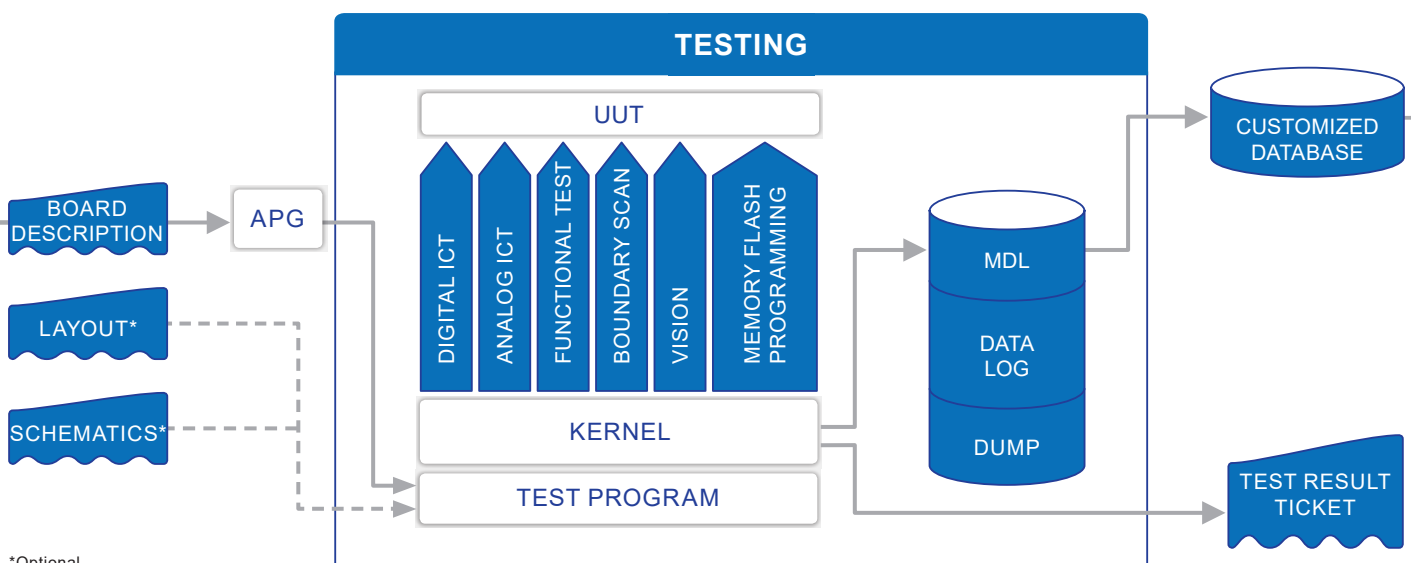 TESTING
UUT
CUSTOMIZED
DATABASE
BOARD
DESCRIPTION
APG
DIGITAL ICT
ANALOG ICT
FUNCTIONAL TEST
BOUNDARY SCAN
VISION
MEMORY FLASH
PROGRAMMING
MDL
LAYOUT*
DATA
LOG
SCHEMATICS*
KERNEL
DUMP
TEST PROGRAM
TEST RESULT
TICKET
*Optional